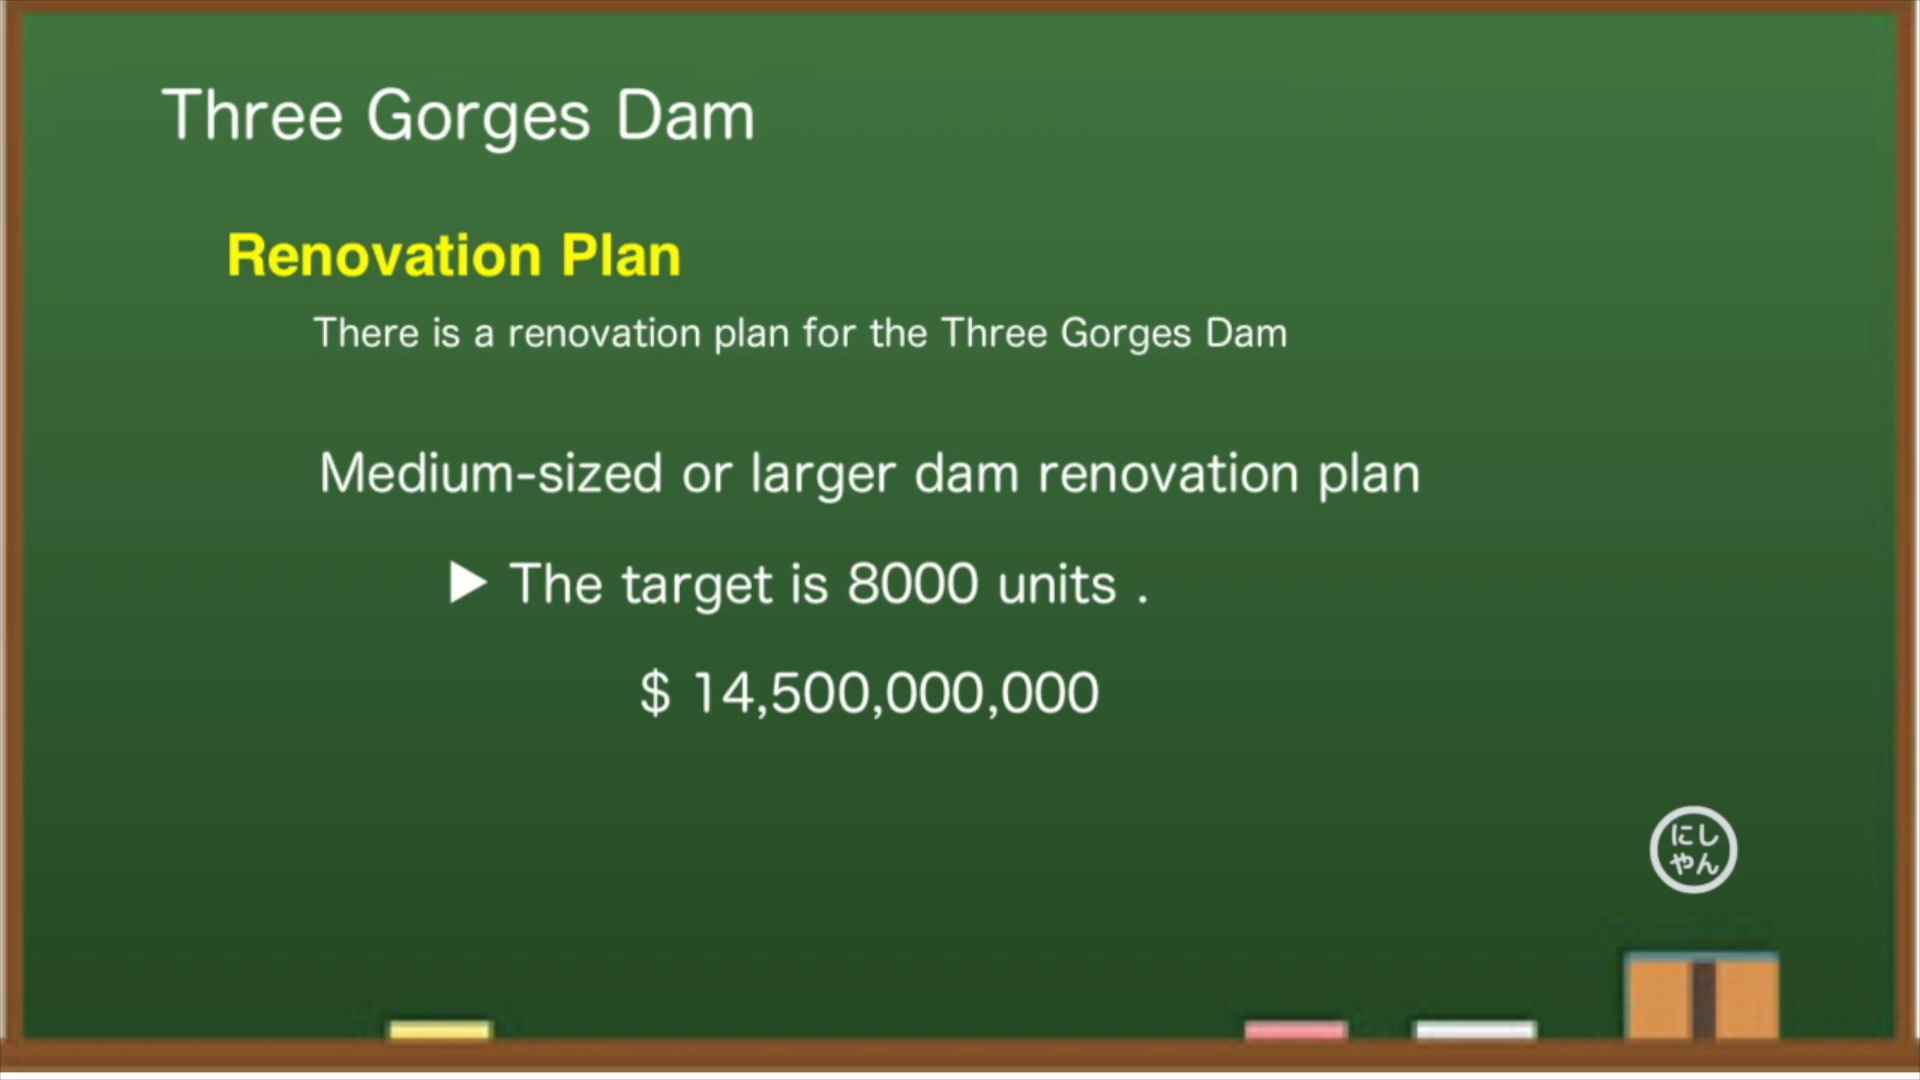 Three Gorges Dam
Renovation Plan
There is a renovation plan for the Three Gorges Dam
Medium-sized or larger dam renovation plan
▶ The target is 8000 units .
$ 14,500,000,000
にし
やん